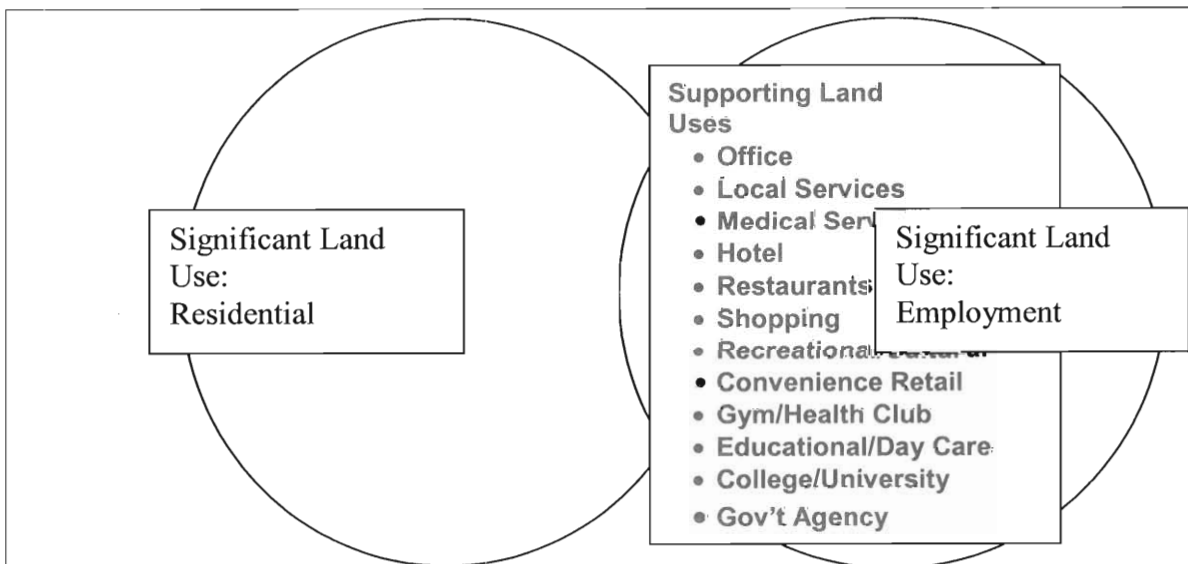 Significant Land
Use:
Residential
Supporting Land
Uses
• Office
• Local Services
• Medical
• Hotel
• Restaurants
• Shopping
•
• Convenience Retail
• Gym/Health Club
• Educational/Day Care
• College/University
• Gov't Agency
Significant Land
Use:
Employment